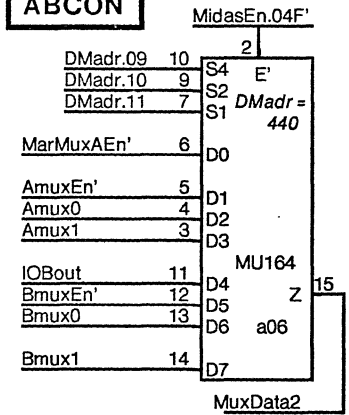 ABCON
MidasEn.04F'
2
DMadr.09 10 S4 E'
DMadr.10 9 S2 DMadr =
DMadr.11 7 S1 440
MarMuxAEn' 6 D0
AmuxEn' 5 D1
Amux0 4 D2
Amux1 3 D3
MU164
IOBout 11 D4 Z 15
BmuxEn' 12 D5
Bmux0 13 D6 a06
Bmux1 14 D7
MuxData2